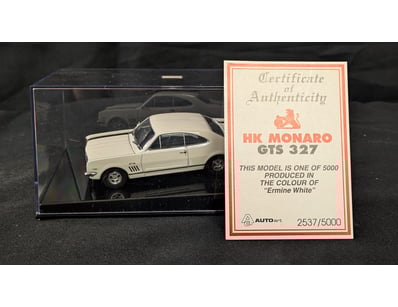 Certificate
of
Authenticity
HK MONARO
GTS 327
THIS MODEL IS ONE OF 5000
PRODUCED IN
THE COLOUR OF
"Ermine White"
AUTOart
2537/5000